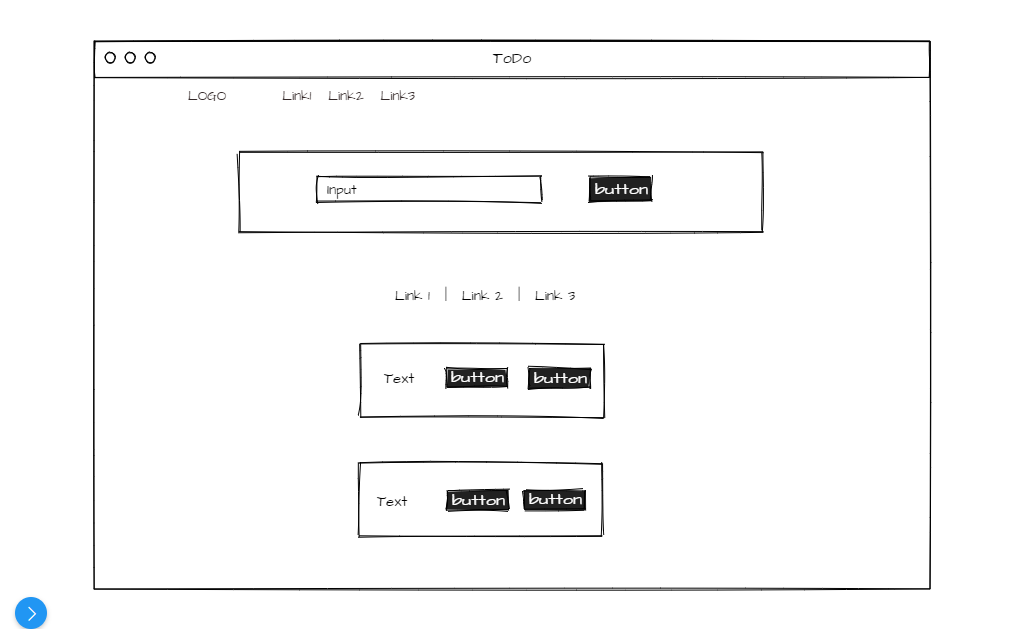 ToDo
LOGO Link1 Link2 Link3
Input button
Link 1 | Link 2 | Link 3
Text button button
Text button button